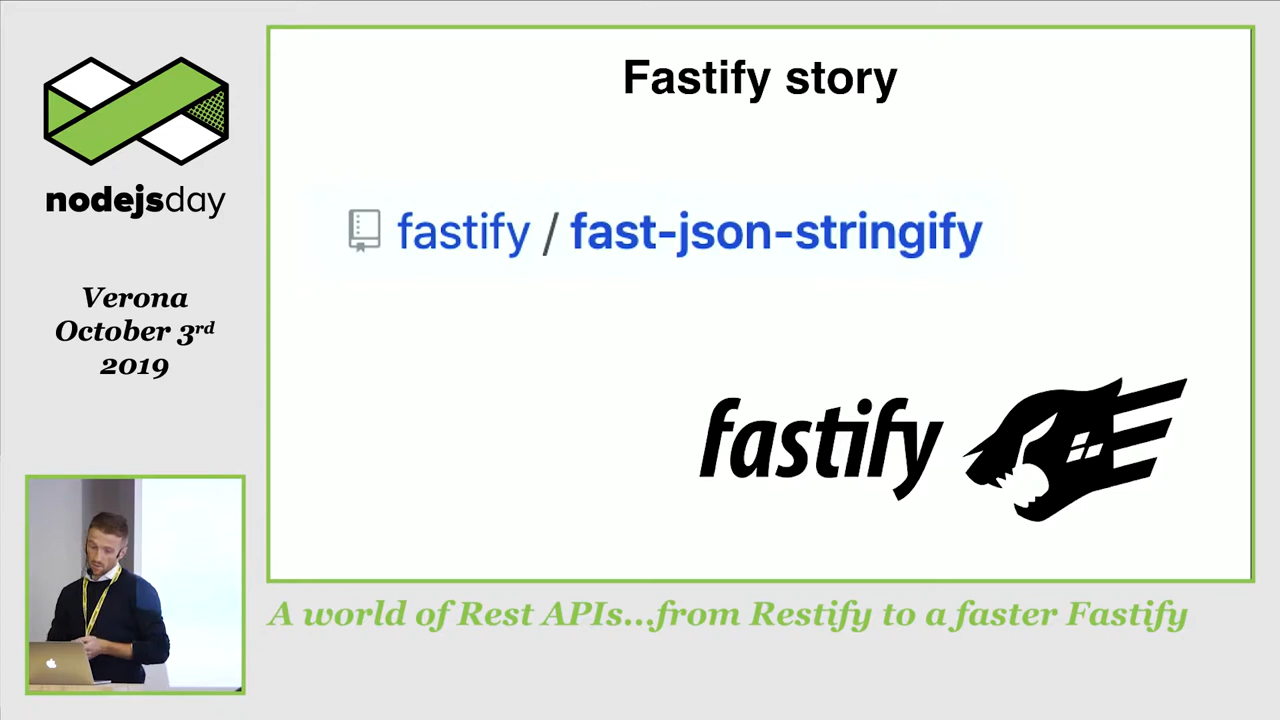 nodejsday
Verona
October 3rd
2019
Fastify story
fastify / fast-json-stringify
fastify
A world of Rest APIs...from Restify to a faster Fastify